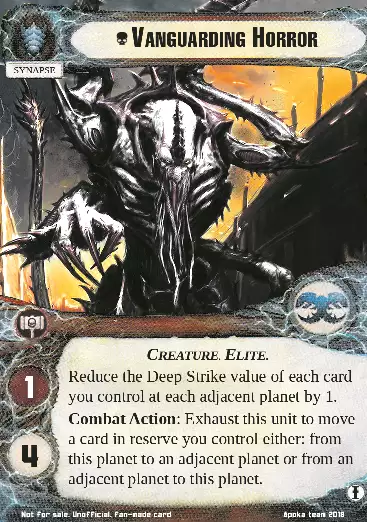 VANGUARDING HORROR
SYNAPSE
CREATURE. ELITE.
1
Reduce the Deep Strike value of each card
you control at each adjacent planet by 1.
Combat Action: Exhaust this unit to move
a card in reserve you control either: from
4
this planet to an adjacent planet or from an
adjacent planet to this planet.
Not for sale. Unofficial. Fan-made card
Apoka team 2018